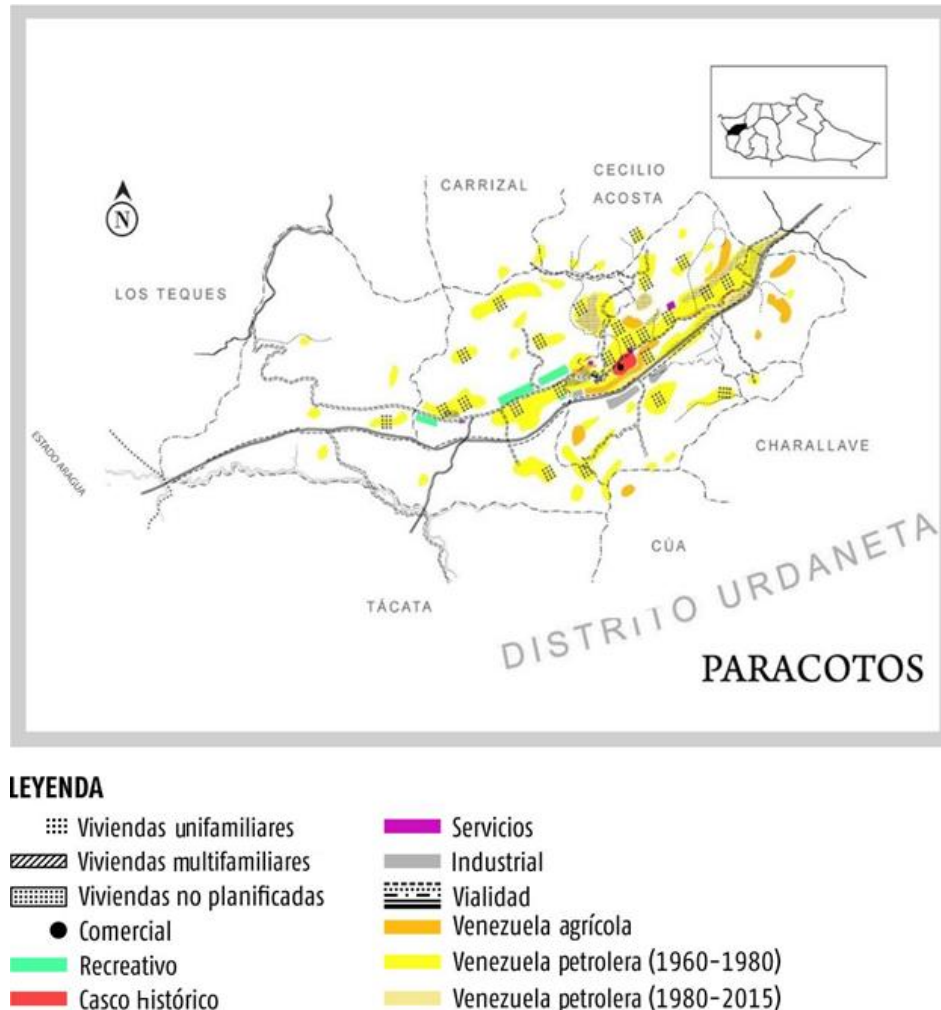 CECILIO
ACOSTA
CARRIZAL
N
LOS TEQUES
ESTADO ARAGUA
CHARALLAVE
CÚA
TÁCATA
DISTRITO URDANETA
PARACOTOS
LEYENDA
Viviendas unifamiliares
Viviendas multifamiliares
Viviendas no planificadas
Comercial
Recreativo
Casco histórico
Servicios
Industrial
Vialidad
Venezuela agrícola
Venezuela petrolera (1960-1980)
Venezuela petrolera (1980-2015)